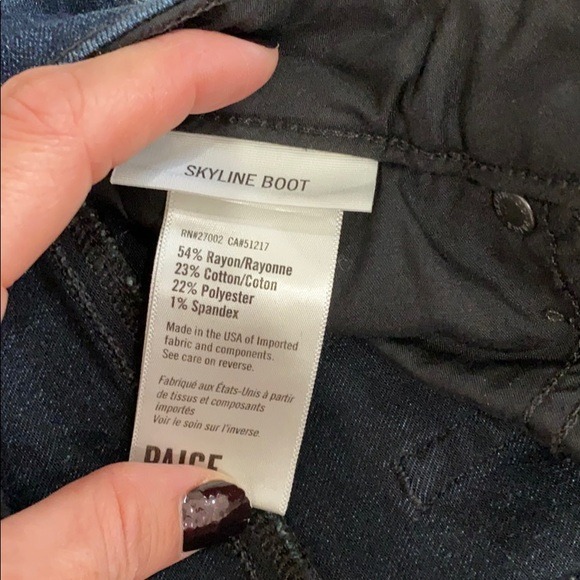 SKYLINE BOOT
RN#27002 CA#51217
54% Rayon/Rayonne
23% Cotton/Coton
22% Polyester
1% Spandex
Made in the USA of Imported
fabric and components.
See care on reverse.
Fabriqué aux États-Unis à partir
de tissus et composants
importés
Voir le soin sur l'inverse
PAIGE